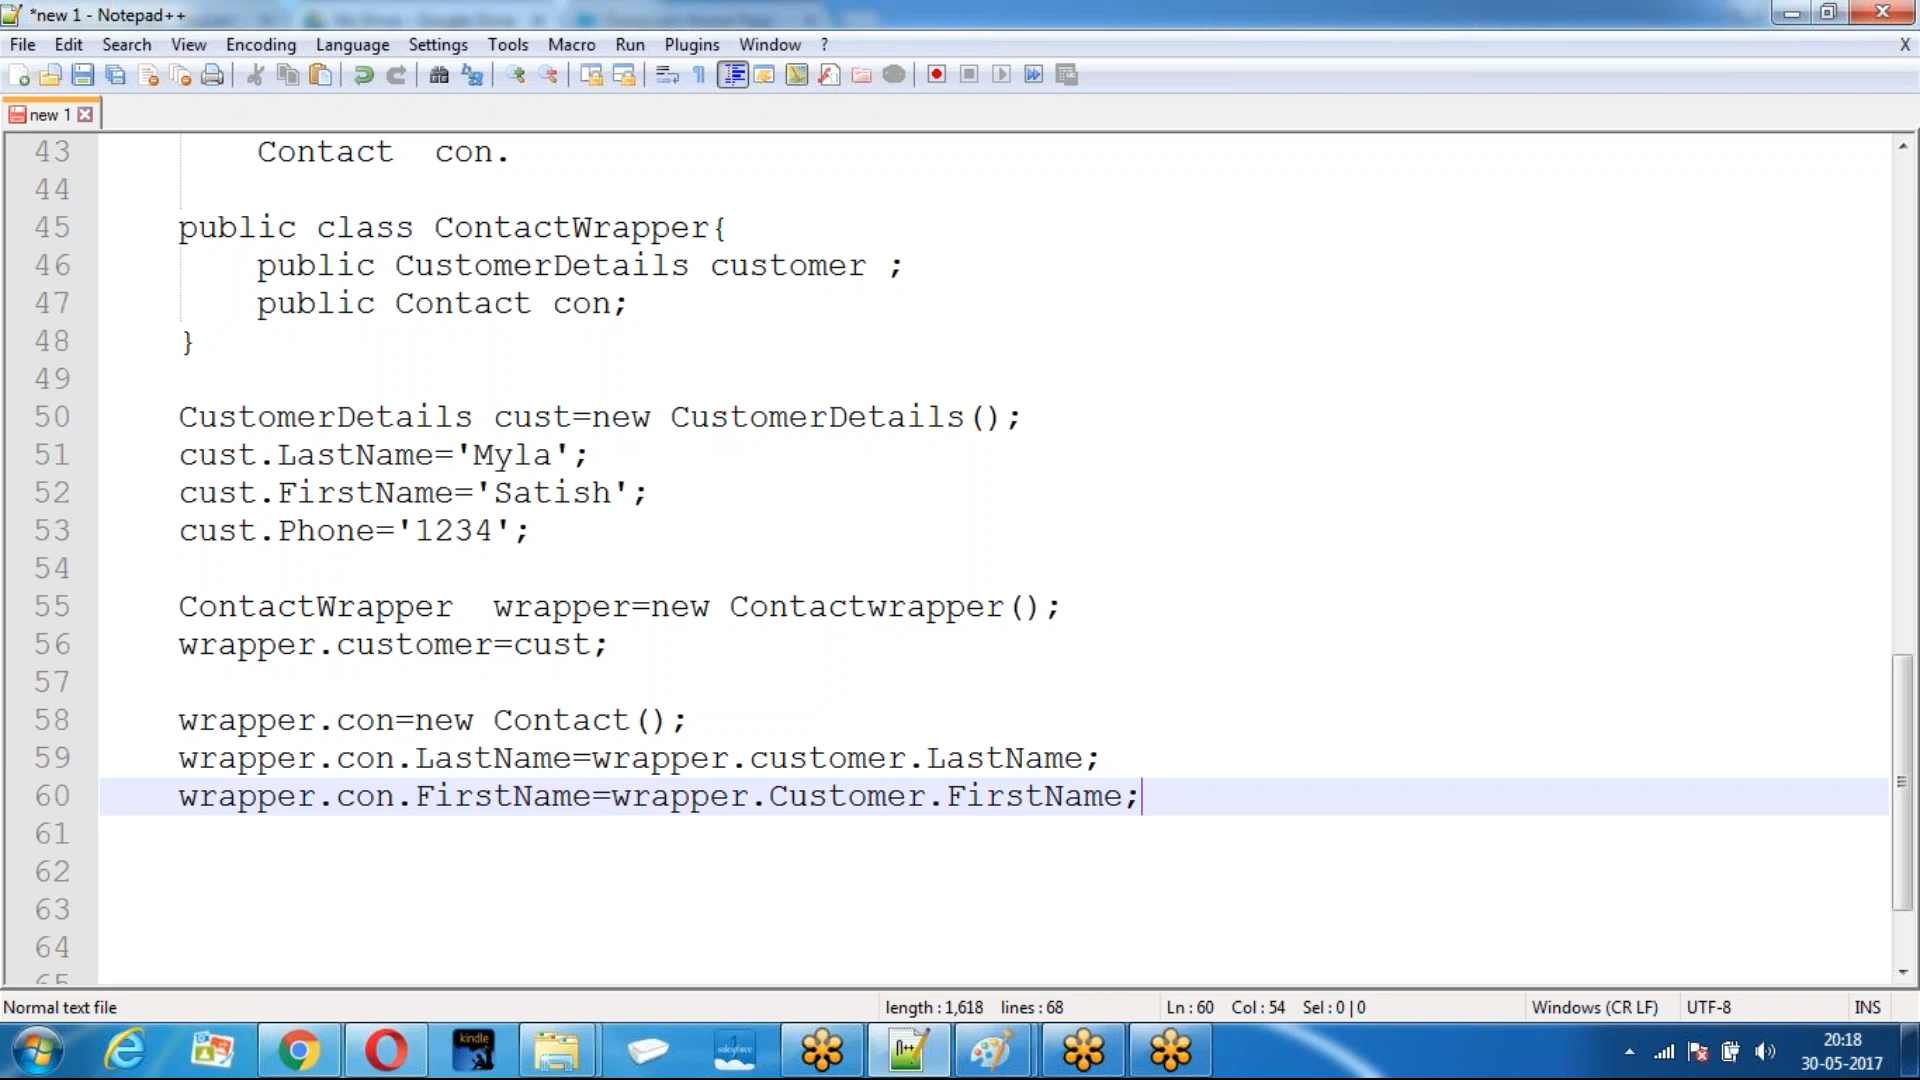 *new 1 - Notepad++
File Edit Search View Encoding Language Settings Tools Macro Run Plugins Window ? X
new 1
43 Contact  con.
44
45 public class ContactWrapper{
46 public CustomerDetails customer ;
47 public Contact con;
48 }
49
50 CustomerDetails cust=new CustomerDetails();
51 cust.LastName='Myla';
52 cust.FirstName='Satish';
53 cust.Phone='1234';
54
55 ContactWrapper  wrapper=new Contactwrapper();
56 wrapper.customer=cust;
57
58 wrapper.con=new Contact();
59 wrapper.con.LastName=wrapper.customer.LastName;
60 wrapper.con.FirstName=wrapper.Customer.FirstName;
61
62
63
64
65
Normal text file length : 1,618 lines : 68 Ln : 60 Col : 54 Sel : 0 | 0 Windows (CR LF) UTF-8 INS
kindle
salesforce
20:18
30-05-2017